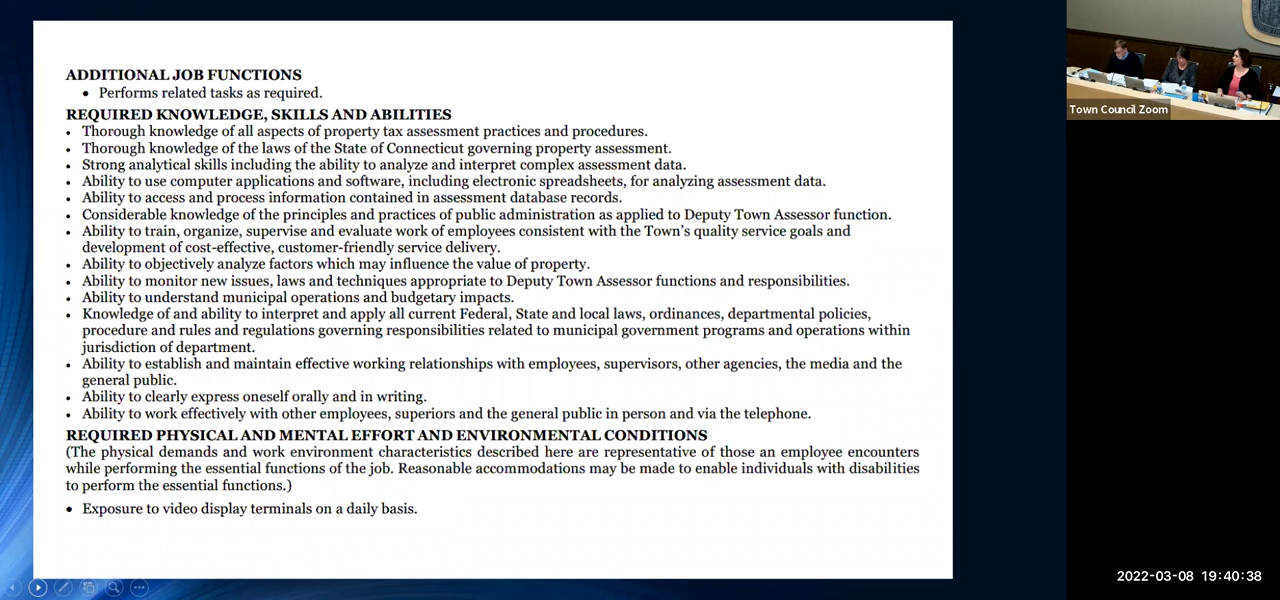 ADDITIONAL JOB FUNCTIONS
• Performs related tasks as required.
REQUIRED KNOWLEDGE, SKILLS AND ABILITIES
• Thorough knowledge of all aspects of property tax assessment practices and procedures.
• Thorough knowledge of the laws of the State of Connecticut governing property assessment.
• Strong analytical skills including the ability to analyze and interpret complex assessment data.
• Ability to use computer applications and software, including electronic spreadsheets, for analyzing assessment data.
• Ability to access and process information contained in assessment database records.
• Considerable knowledge of the principles and practices of public administration as applied to Deputy Town Assessor function.
• Ability to train, organize, supervise and evaluate work of employees consistent with the Town's quality service goals and
development of cost-effective, customer-friendly service delivery.
• Ability to objectively analyze factors which may influence the value of property.
• Ability to monitor new issues, laws and techniques appropriate to Deputy Town Assessor functions and responsibilities.
• Ability to understand municipal operations and budgetary impacts.
• Knowledge of and ability to interpret and apply all current Federal, State and local laws, ordinances, departmental policies,
procedure and rules and regulations governing responsibilities related to municipal government programs and operations within
jurisdiction of department.
• Ability to establish and maintain effective working relationships with employees, supervisors, other agencies, the media and the
general public.
• Ability to clearly express oneself orally and in writing.
• Ability to work effectively with other employees, superiors and the general public in person and via the telephone.
REQUIRED PHYSICAL AND MENTAL EFFORT AND ENVIRONMENTAL CONDITIONS
(The physical demands and work environment characteristics described here are representative of those an employee encounters
while performing the essential functions of the job. Reasonable accommodations may be made to enable individuals with disabilities
to perform the essential functions.)
• Exposure to video display terminals on a daily basis.
Town Council Zoom
2022-03-08 19:40:38